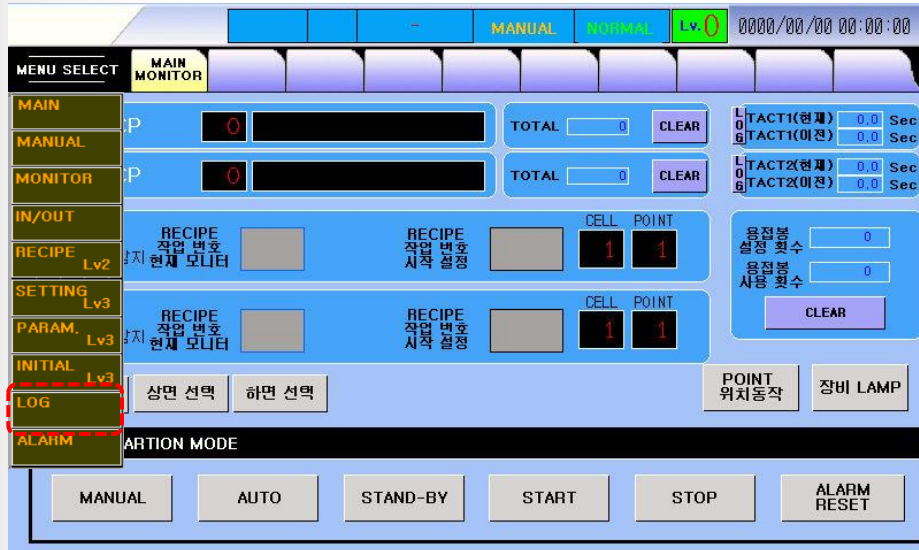 - MANUAL NORMAL Lv.0 0000/00/00 00:00:00
MENU SELECT MAIN MONITOR
MAIN
MANUAL
MONITOR
IN/OUT
RECIPE Lv2
SETTING Lv3
PARAM. Lv3
INITIAL Lv3
LOG
ALARM
CP 0 TOTAL 0 CLEAR
LOG TACT1(현재) 0,0 Sec
TACT1(이전) 0,0 Sec
CP 0 TOTAL 0 CLEAR
LOG TACT2(현재) 0,0 Sec
TACT2(이전) 0,0 Sec
CELL POINT
RECIPE
작업 번호
현재 모니터
RECIPE
작업 번호
시작 설정
1 1
용접봉
설정 횟수
0
용접봉
사용 횟수
0
CLEAR
CELL POINT
RECIPE
작업 번호
현재 모니터
RECIPE
작업 번호
시작 설정
1 1
상면 선택 하면 선택
POINT
위치동작
장비 LAMP
ARTION MODE
MANUAL AUTO STAND-BY START STOP ALARM
RESET